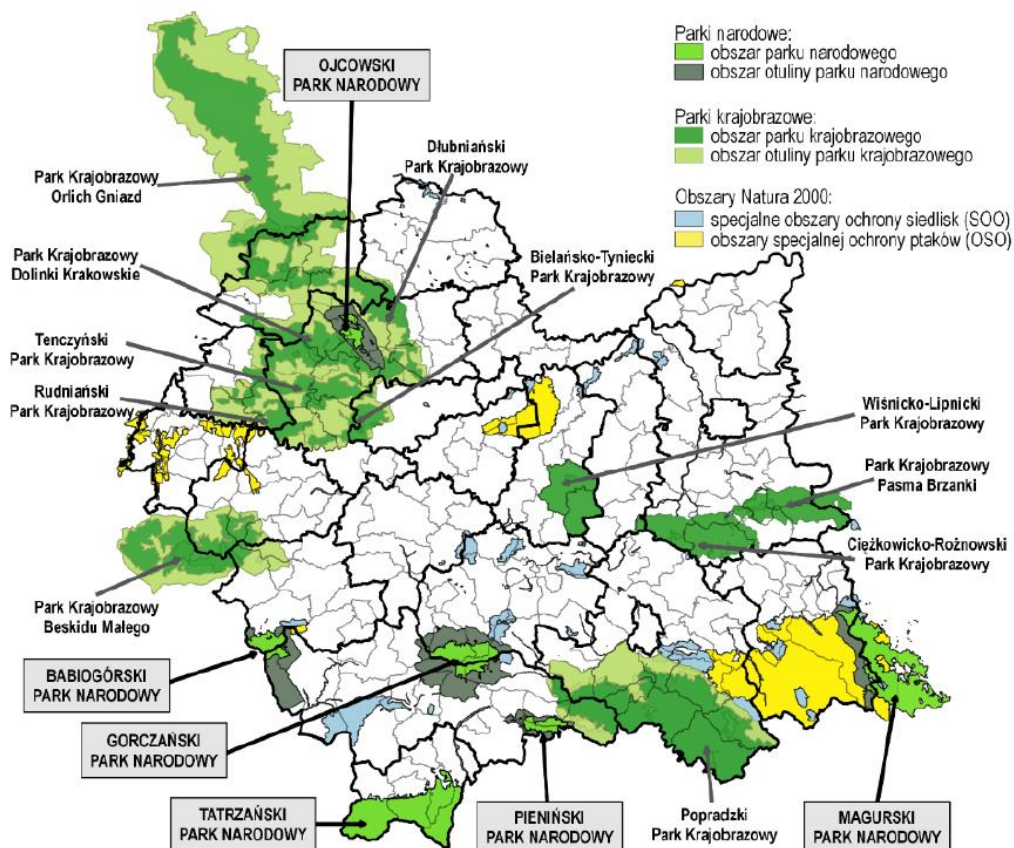 Parki narodowe:
obszar parku narodowego
obszar otuliny parku narodowego
Parki krajobrazowe:
obszar parku krajobrazowego
obszar otuliny parku krajobrazowego
Obszary Natura 2000:
specjalne obszary ochrony siedlisk (SOO)
obszary specjalnej ochrony ptaków (OSO)
OJCOWSKI
PARK NARODOWY
Dłubniański
Park Krajobrazowy
Park Krajobrazowy
Orlich Gniazd
Park Krajobrazowy
Dolinki Krakowskie
Bielańsko-Tyniecki
Park Krajobrazowy
Tenczyński
Park Krajobrazowy
Rudniański
Park Krajobrazowy
Wiśnicko-Lipnicki
Park Krajobrazowy
Park Krajobrazowy
Pasma Brzanki
Ciężkowicko-Rożnowski
Park Krajobrazowy
Park Krajobrazowy
Beskidu Małego
BABIOGÓRSKI
PARK NARODOWY
GORCZAŃSKI
PARK NARODOWY
TATRZAŃSKI
PARK NARODOWY
PIENIŃSKI
PARK NARODOWY
Popradzki
Park Krajobrazowy
MAGURSKI
PARK NARODOWY